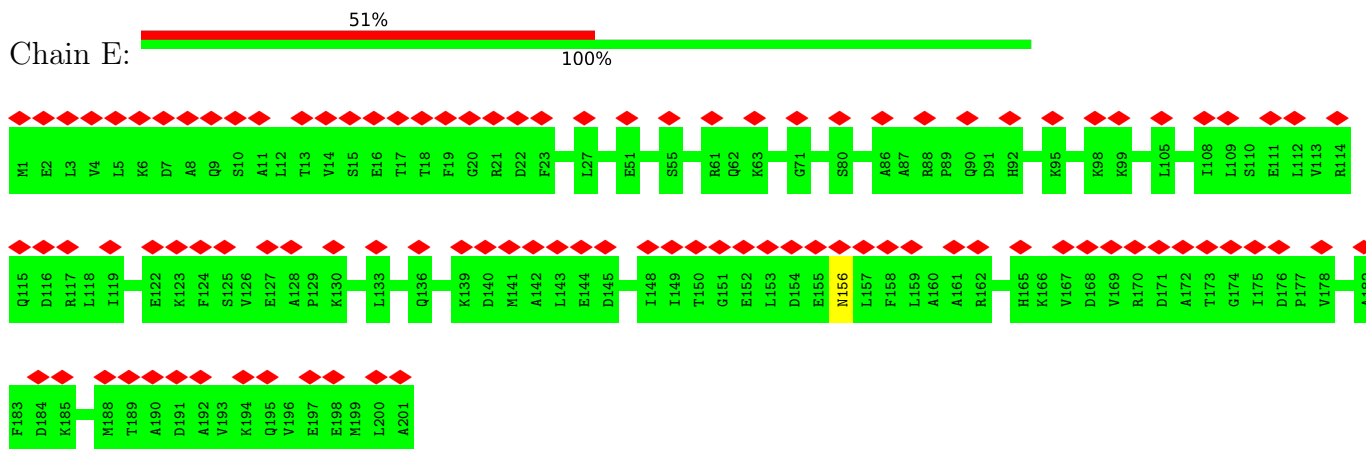 51%
Chain E:
100%
M1 E2 L3 V4 L5 K6 D7 A8 Q9 S10 A11 L12 T13 V14 S15 E16 T17 T18 F19 G20 R21 D22 F23 L27 E51 S55 R61 Q62 K63 G71 S80 A86 A87 R88 P89 Q90 D91 H92 K95 K98 K99 L105 I108 L109 S110 E111 L112 V113 R114
Q115 D116 R117 L118 I119 E122 K123 F124 S125 V126 E127 A128 P129 K130 L133 Q136 K139 D140 M141 A142 L143 E144 D145 I148 I149 T150 G151 E152 L153 D154 E155 N156 L157 F158 L159 A160 A161 R162 H165 K166 V167 D168 V169 R170 D171 A172 T173 G174 I175 D176 P177 V178
F183 D184 K185 M188 T189 A190 D191 A192 V193 K194 Q195 V196 E197 E198 M199 L200 A201